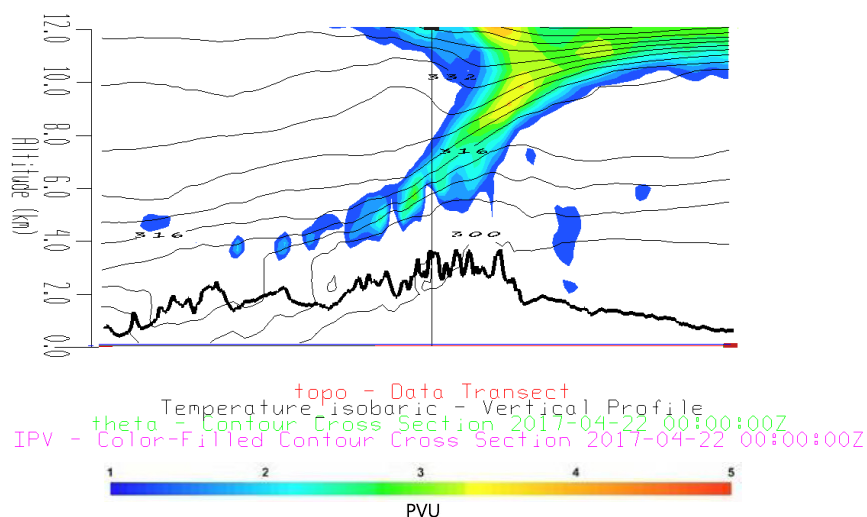 12.0
10.0
8.0
6.0
4.0
2.0
0.0
Altitude (km)
332
316
316
300
topo - Data Transect
Temperature_isobaric - Vertical Profile
theta - Contour Cross Section 2017-04-22 00:00:00Z
IPV - Color-Filled Contour Cross Section 2017-04-22 00:00:00Z
1 2 3 4 5
PVU